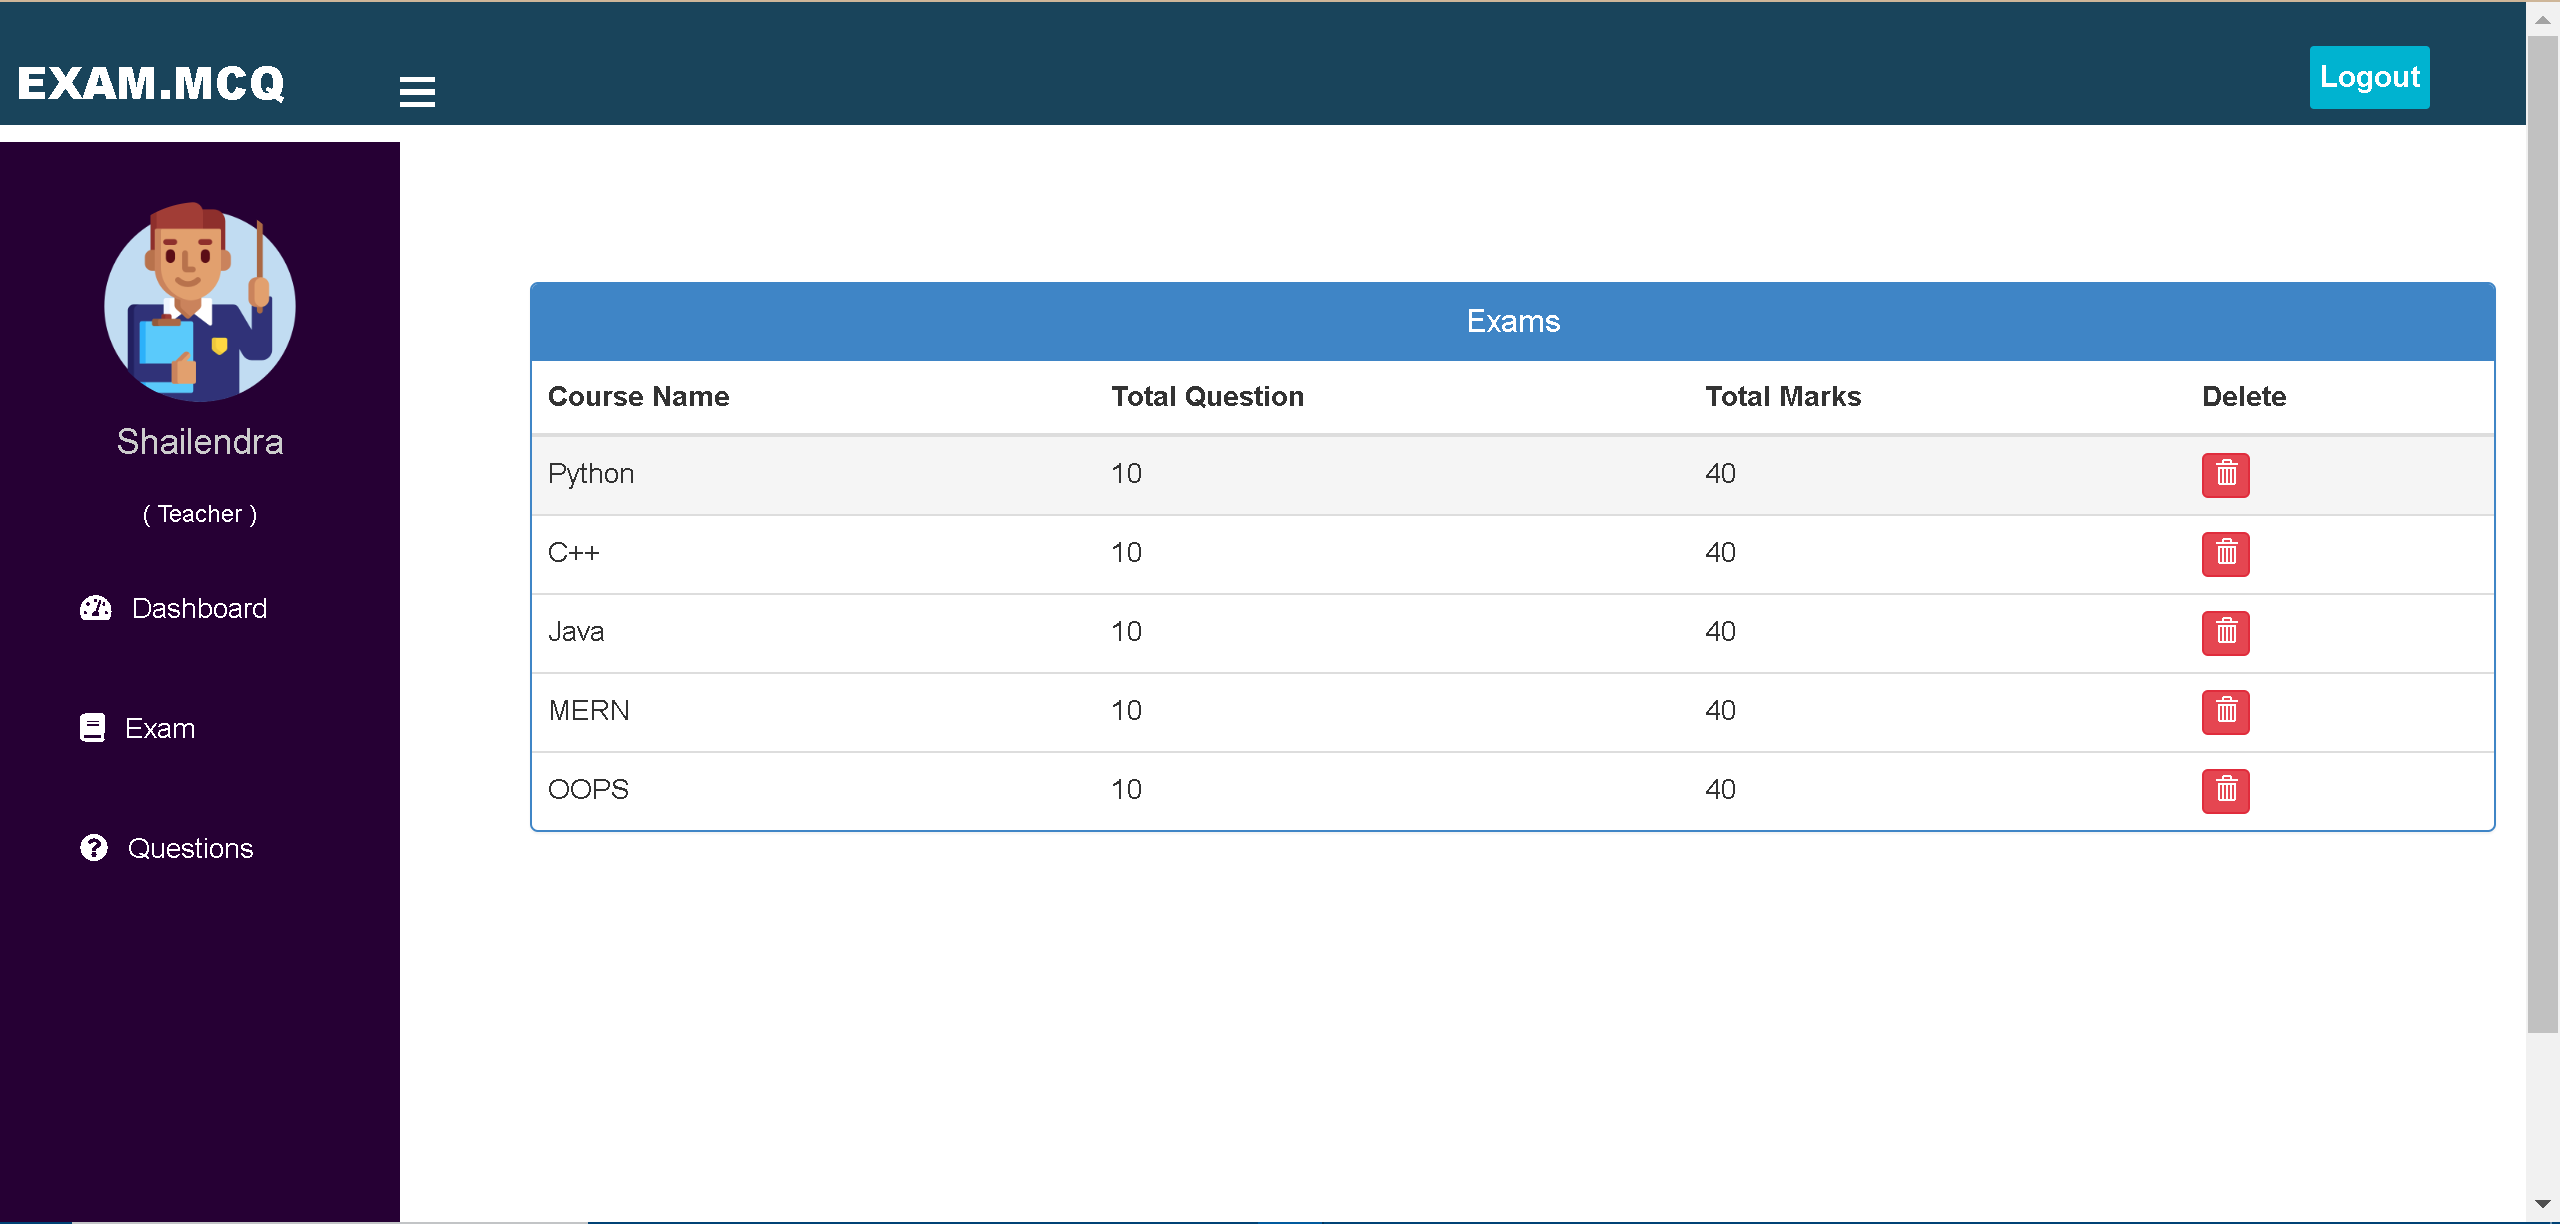 EXAM.MCQ
Logout
Shailendra
( Teacher )
Dashboard
Exam
Questions
Exams
Course Name Total Question Total Marks Delete
Python 10 40
C++ 10 40
Java 10 40
MERN 10 40
OOPS 10 40